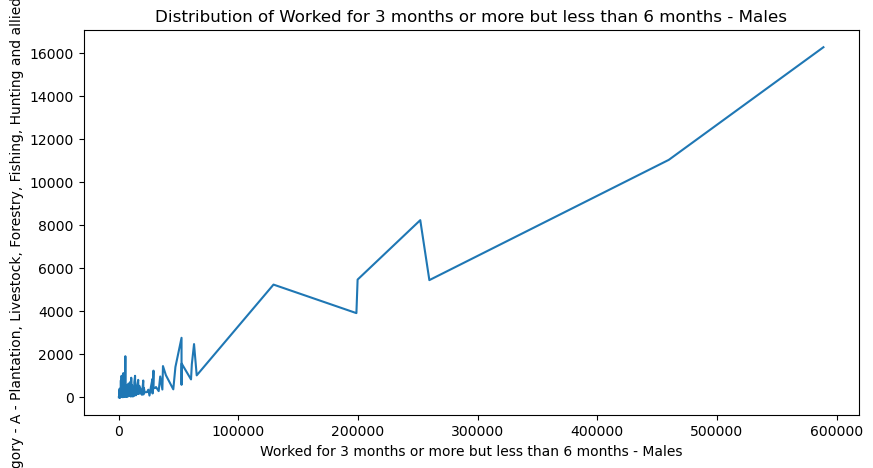 Distribution of Worked for 3 months or more but less than 6 months - Males
gory - A - Plantation, Livestock, Forestry, Fishing, Hunting and allied
16000
14000
12000
10000
8000
6000
4000
2000
0
0 100000 200000 300000 400000 500000 600000
Worked for 3 months or more but less than 6 months - Males